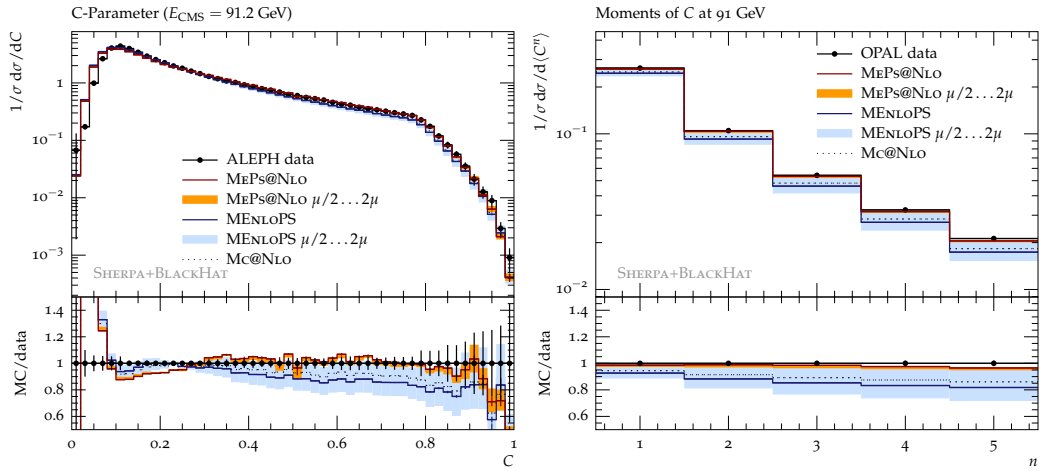 C-Parameter (E_CMS = 91.2 GeV)
1/σ dσ/dC
1
10⁻¹
10⁻²
10⁻³
ALEPH data
MEPS@NLO
MEPS@NLO μ/2...2μ
MENLOPS
MENLOPS μ/2...2μ
MC@NLO
SHERPA+BLACKHAT
MC/data
1.4
1.2
1
0.8
0.6
0 0.2 0.4 0.6 0.8 1
C
Moments of C at 91 GeV
1/σ dσ/d⟨Cⁿ⟩
10⁻¹
10⁻²
OPAL data
MEPS@NLO
MEPS@NLO μ/2...2μ
MENLOPS
MENLOPS μ/2...2μ
MC@NLO
SHERPA+BLACKHAT
MC/data
1.4
1.2
1
0.8
0.6
1 2 3 4 5
n